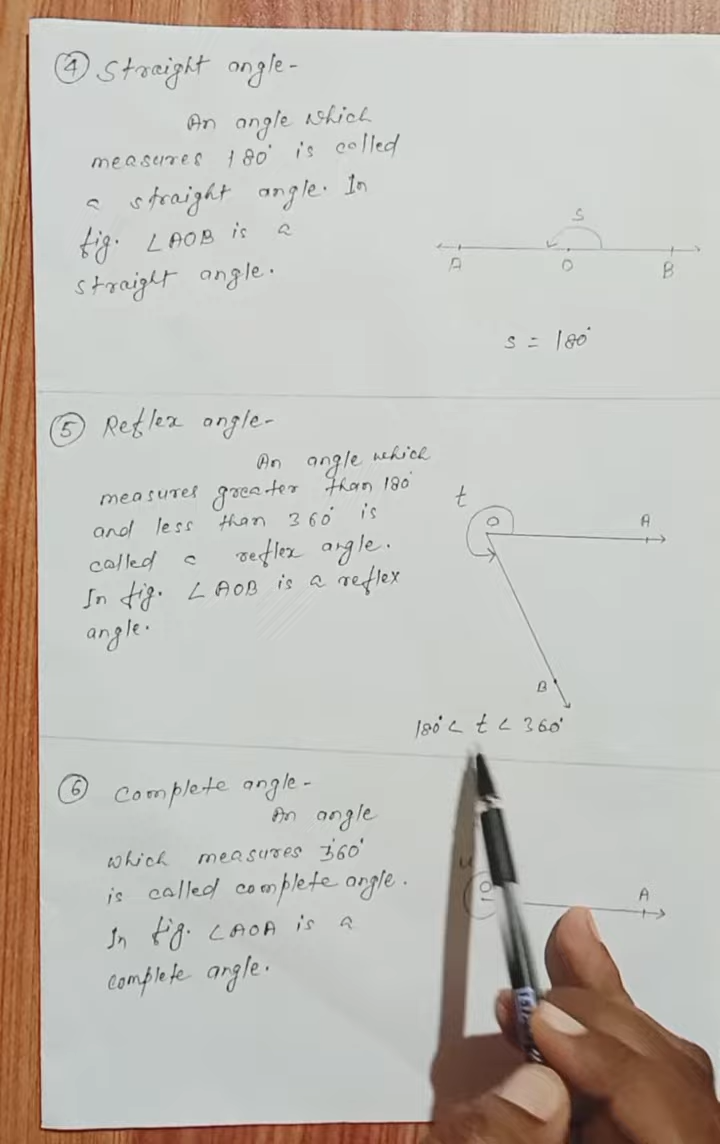 ④ Straight angle-
An angle which
measures 180° is called
a straight angle. In
fig. ∠AOB is a
straight angle.
S
A O B
s = 180°
⑤ Reflex angle-
An angle which
measures greater than 180°
and less than 360° is
called a reflex angle.
In fig. ∠AOB is a reflex
angle.
t
O A
B
180° < t < 360°
⑥ Complete angle-
An angle
which measures 360°
is called complete angle.
In fig. ∠AOA is a
complete angle.
u
O A